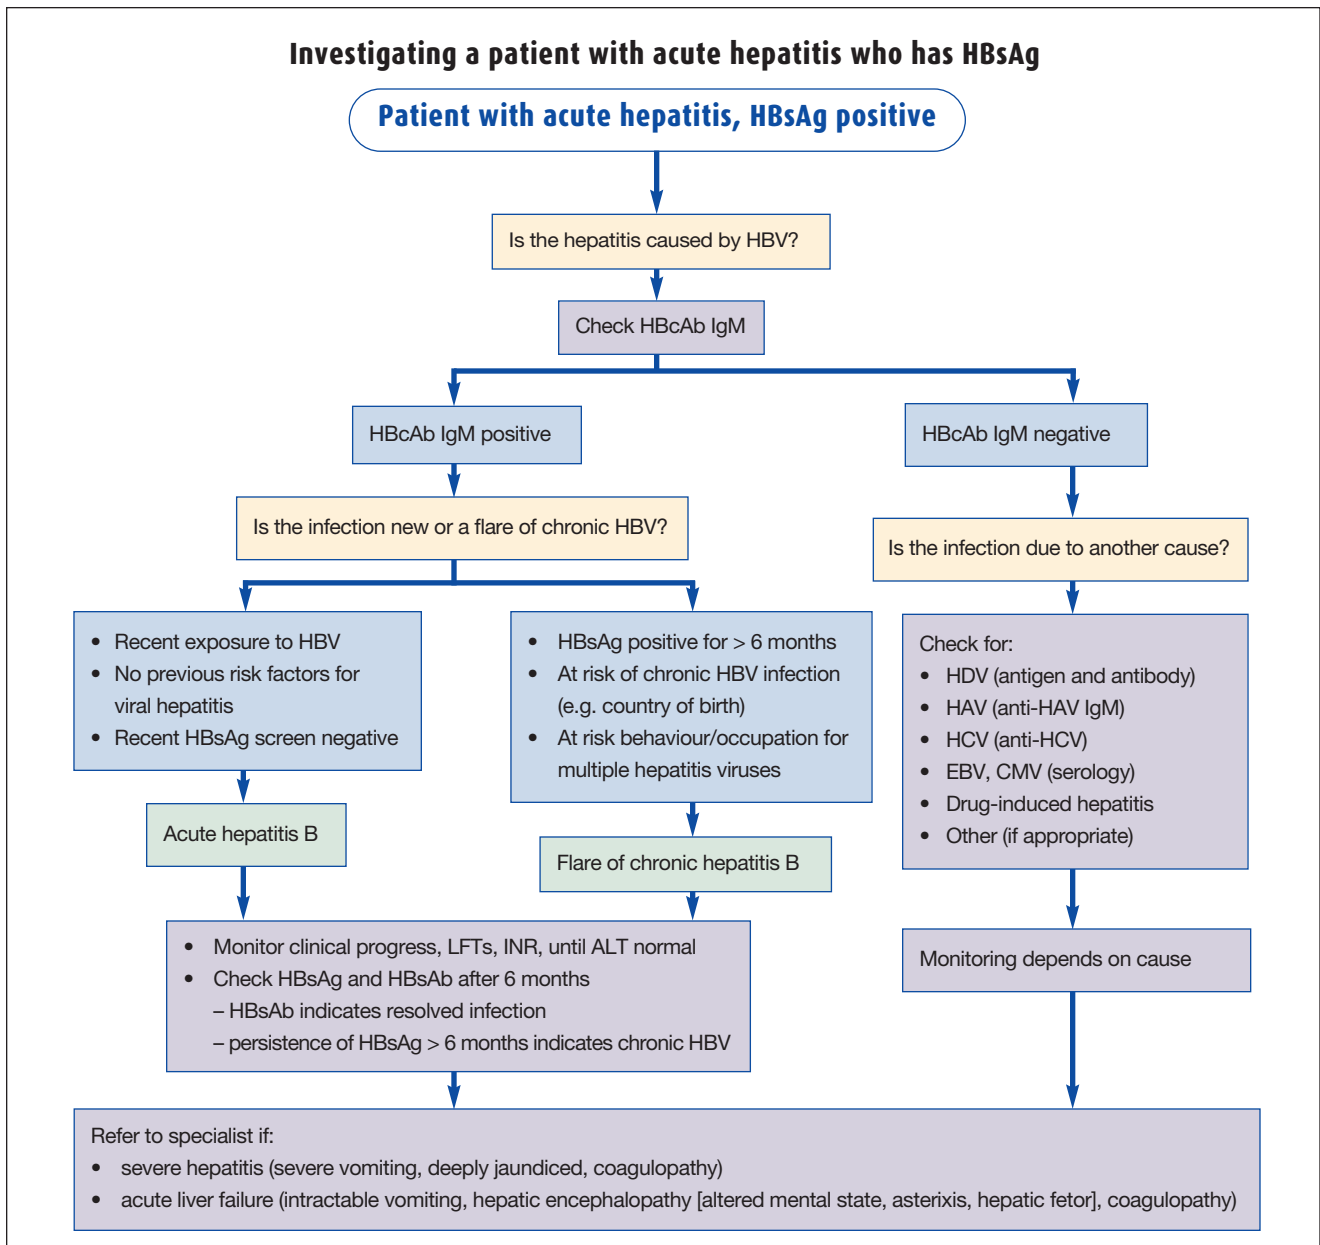 Investigating a patient with acute hepatitis who has HBsAg
Patient with acute hepatitis, HBsAg positive
Is the hepatitis caused by HBV?
Check HBcAb IgM
HBcAb IgM positive
HBcAb IgM negative
Is the infection new or a flare of chronic HBV?
Is the infection due to another cause?
• Recent exposure to HBV
• No previous risk factors for
viral hepatitis
• Recent HBsAg screen negative
• HBsAg positive for > 6 months
• At risk of chronic HBV infection
(e.g. country of birth)
• At risk behaviour/occupation for
multiple hepatitis viruses
Check for:
• HDV (antigen and antibody)
• HAV (anti-HAV IgM)
• HCV (anti-HCV)
• EBV, CMV (serology)
• Drug-induced hepatitis
• Other (if appropriate)
Acute hepatitis B
Flare of chronic hepatitis B
• Monitor clinical progress, LFTs, INR, until ALT normal
• Check HBsAg and HBsAb after 6 months
– HBsAb indicates resolved infection
– persistence of HBsAg > 6 months indicates chronic HBV
Monitoring depends on cause
Refer to specialist if:
• severe hepatitis (severe vomiting, deeply jaundiced, coagulopathy)
• acute liver failure (intractable vomiting, hepatic encephalopathy [altered mental state, asterixis, hepatic fetor], coagulopathy)